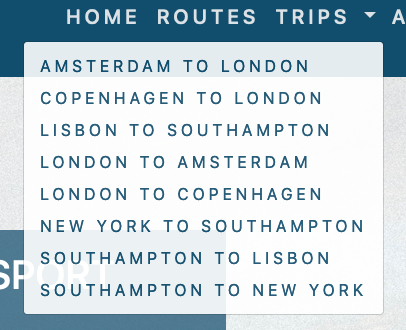 HOME ROUTES TRIPS A
AMSTERDAM TO LONDON
COPENHAGEN TO LONDON
LISBON TO SOUTHAMPTON
LONDON TO AMSTERDAM
LONDON TO COPENHAGEN
NEW YORK TO SOUTHAMPTON
SOUTHAMPTON TO LISBON
SPORT
SOUTHAMPTON TO NEW YORK